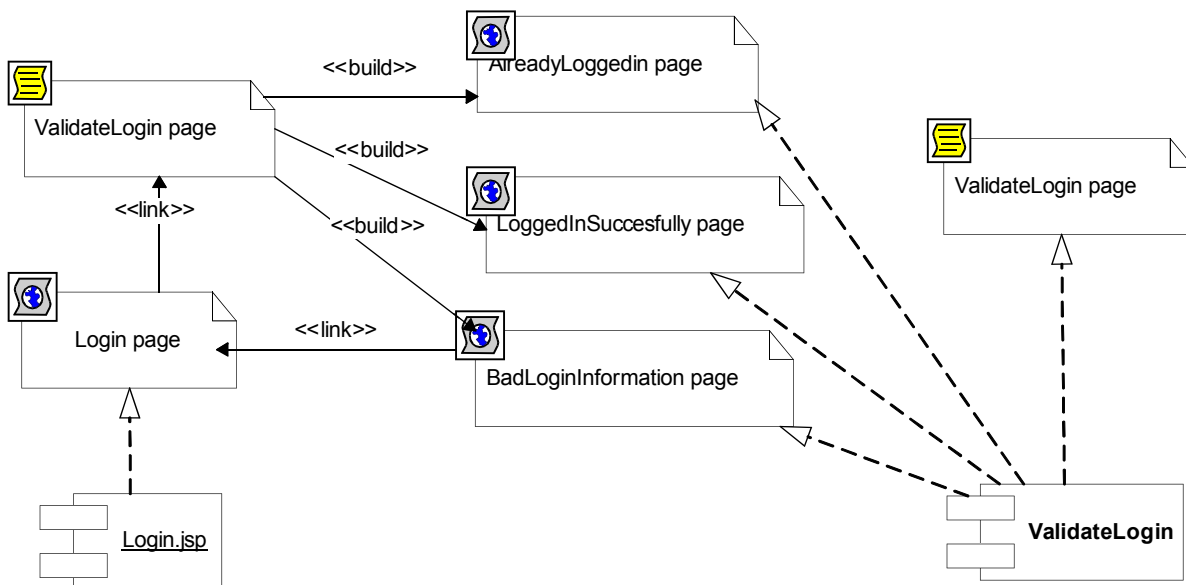 <<build>>
AlreadyLoggedin page
ValidateLogin page
<<build>>
ValidateLogin page
<<link>>
<<build>>
LoggedInSuccesfully page
Login page
<<link>>
BadLoginInformation page
Login.jsp
ValidateLogin